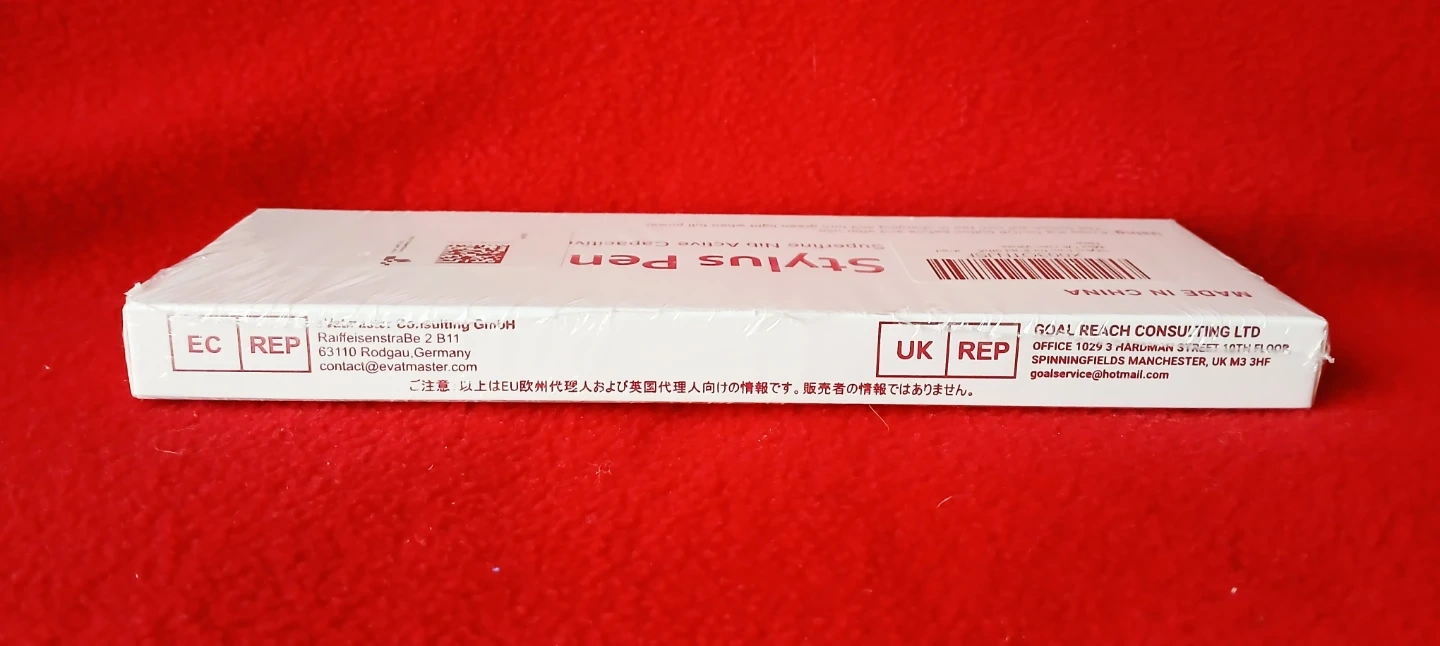 MADE IN CHINA
Stylus Pen
Superfine Nib Active
EC REP
Evatmaster Consulting GmbH
RaiffeisenstraBe 2 B11
63110 Rodgau,Germany
contact@evatmaster.com
UK REP
GOAL REACH CONSULTING LTD
OFFICE 1029 3 HARDMAN STREET 10TH FLOOR
SPINNINGFIELDS MANCHESTER, UK M3 3HF
goalservice@hotmail.com
ご注意 以上はEU欧州代理人および英国代理人向けの情報です。販売者の情報ではありません。